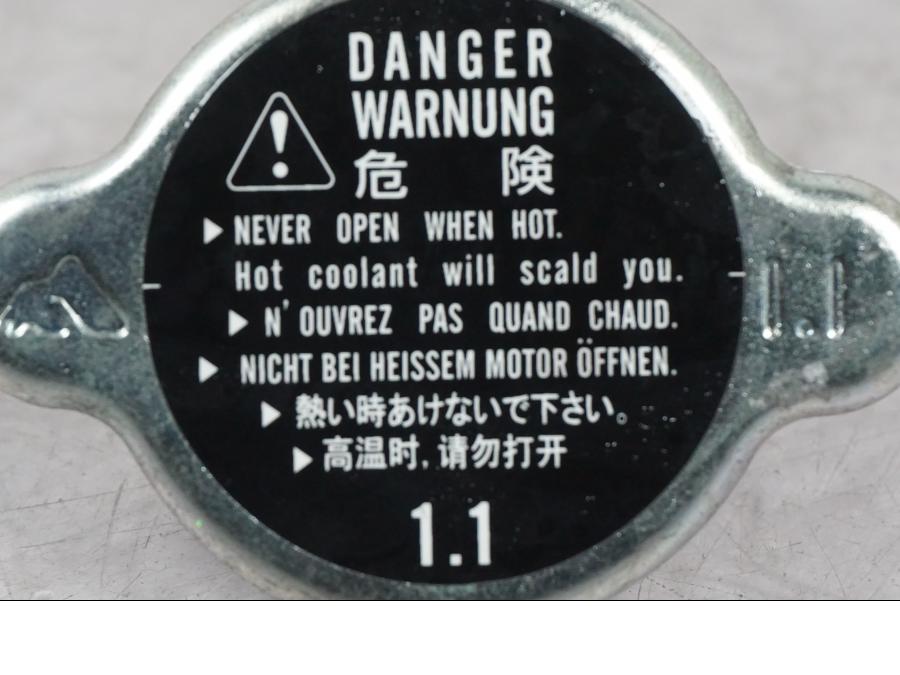 DANGER
WARNUNG
危 険
NEVER OPEN WHEN HOT.
Hot coolant will scald you.
N'OUVREZ PAS QUAND CHAUD.
NICHT BEI HEISSEM MOTOR ÖFFNEN.
熱い時あけないで下さい。
高温时,请勿打开
1.1
1.1